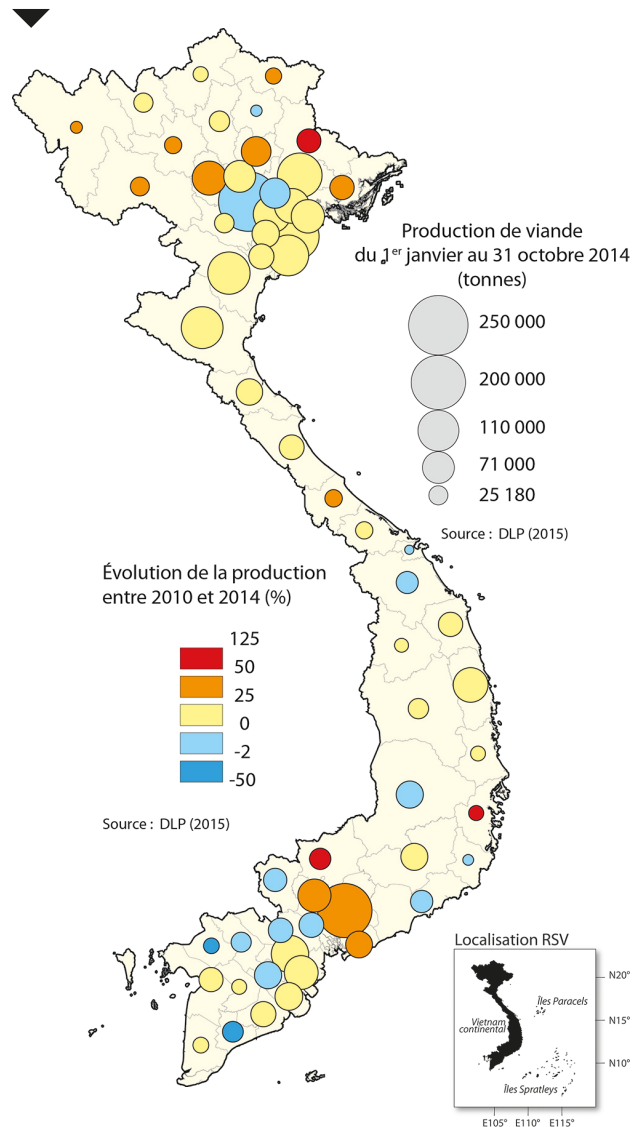 Production de viande
du 1er janvier au 31 octobre 2014
(tonnes)
250 000
200 000
110 000
71 000
25 180
Source : DLP (2015)
Évolution de la production
entre 2010 et 2014 (%)
125
50
25
0
-2
-50
Source : DLP (2015)
Localisation RSV
N20°
Îles Paracels
Vietnam
continental
N15°
N10°
Îles Spratleys
E105° E110° E115°